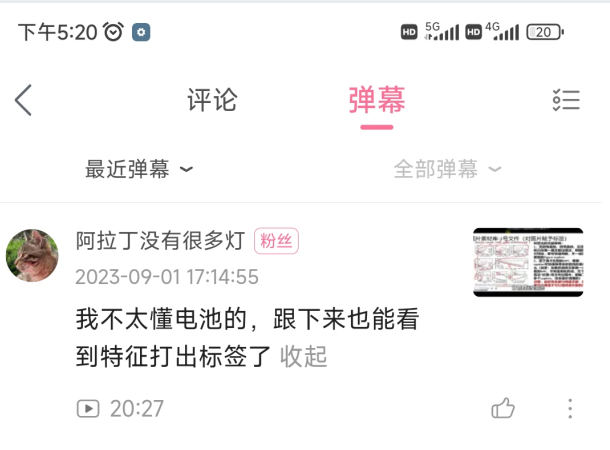 下午5:20
HD 5G HD 4G 20
评论 弹幕
最近弹幕 全部弹幕
阿拉丁没有很多灯 粉丝
2023-09-01 17:14:55
我不太懂电池的，跟下来也能看
到特征打出标签了 收起
20:27